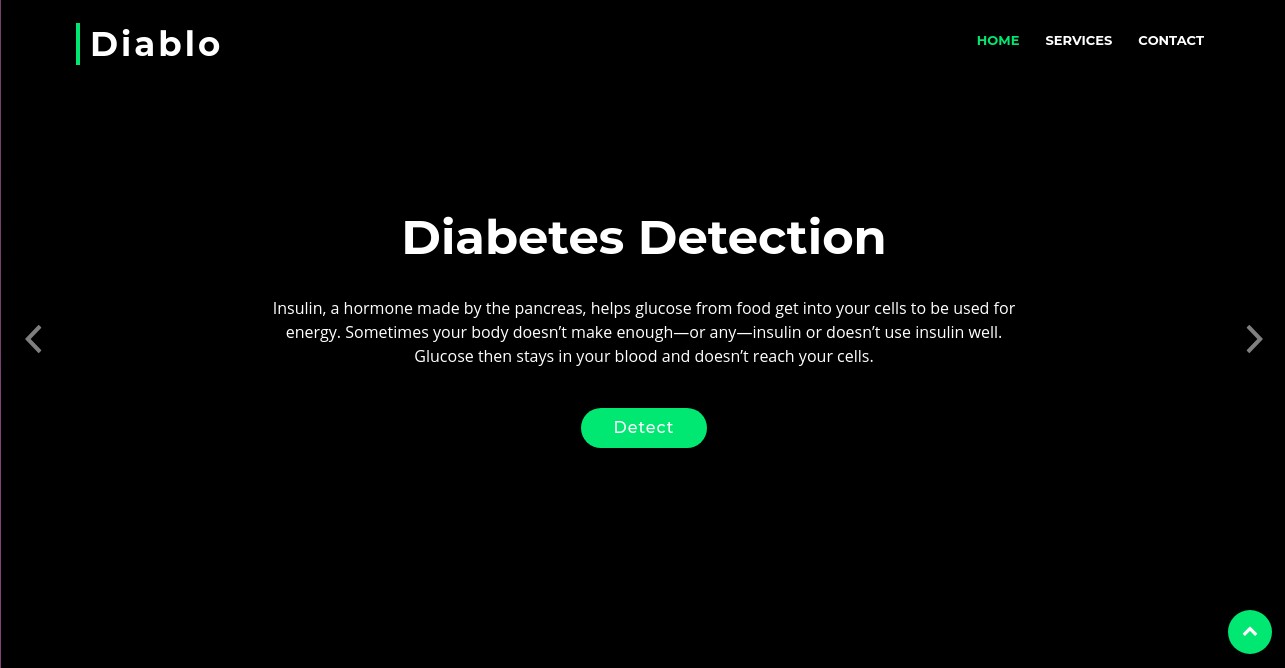 Diablo
HOME SERVICES CONTACT
Diabetes Detection
Insulin, a hormone made by the pancreas, helps glucose from food get into your cells to be used for
energy. Sometimes your body doesn’t make enough—or any—insulin or doesn’t use insulin well.
Glucose then stays in your blood and doesn’t reach your cells.
Detect